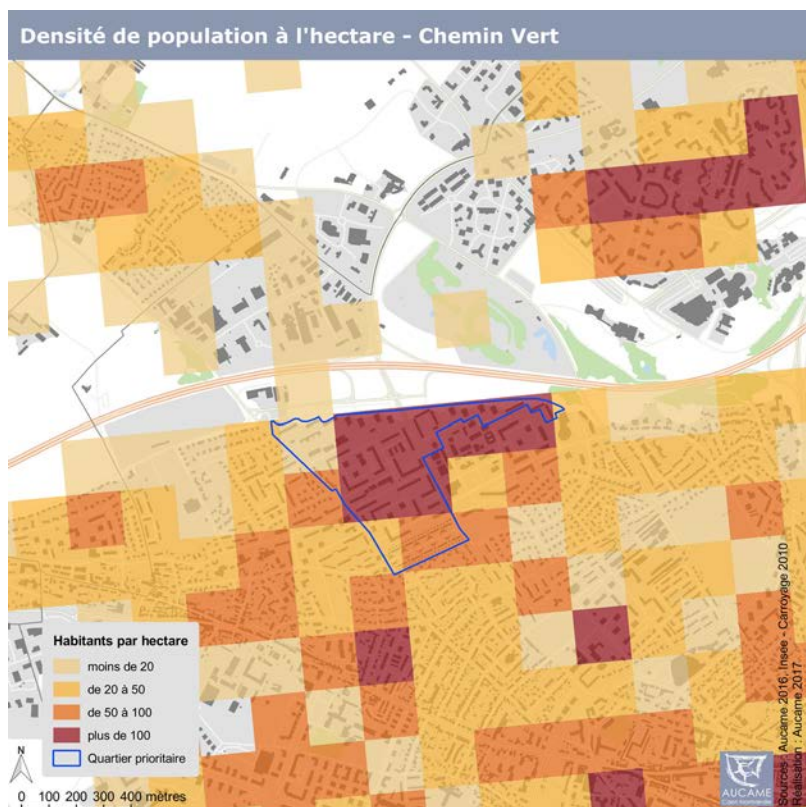 Densité de population à l'hectare - Chemin Vert
Habitants par hectare
moins de 20
de 20 à 50
de 50 à 100
plus de 100
Quartier prioritaire
N
0 100 200 300 400 mètres
Sources : Aucame 2016, Insee - Carroyage 2010
Réalisation : Aucame 2017
AUCAME
Caen normandie